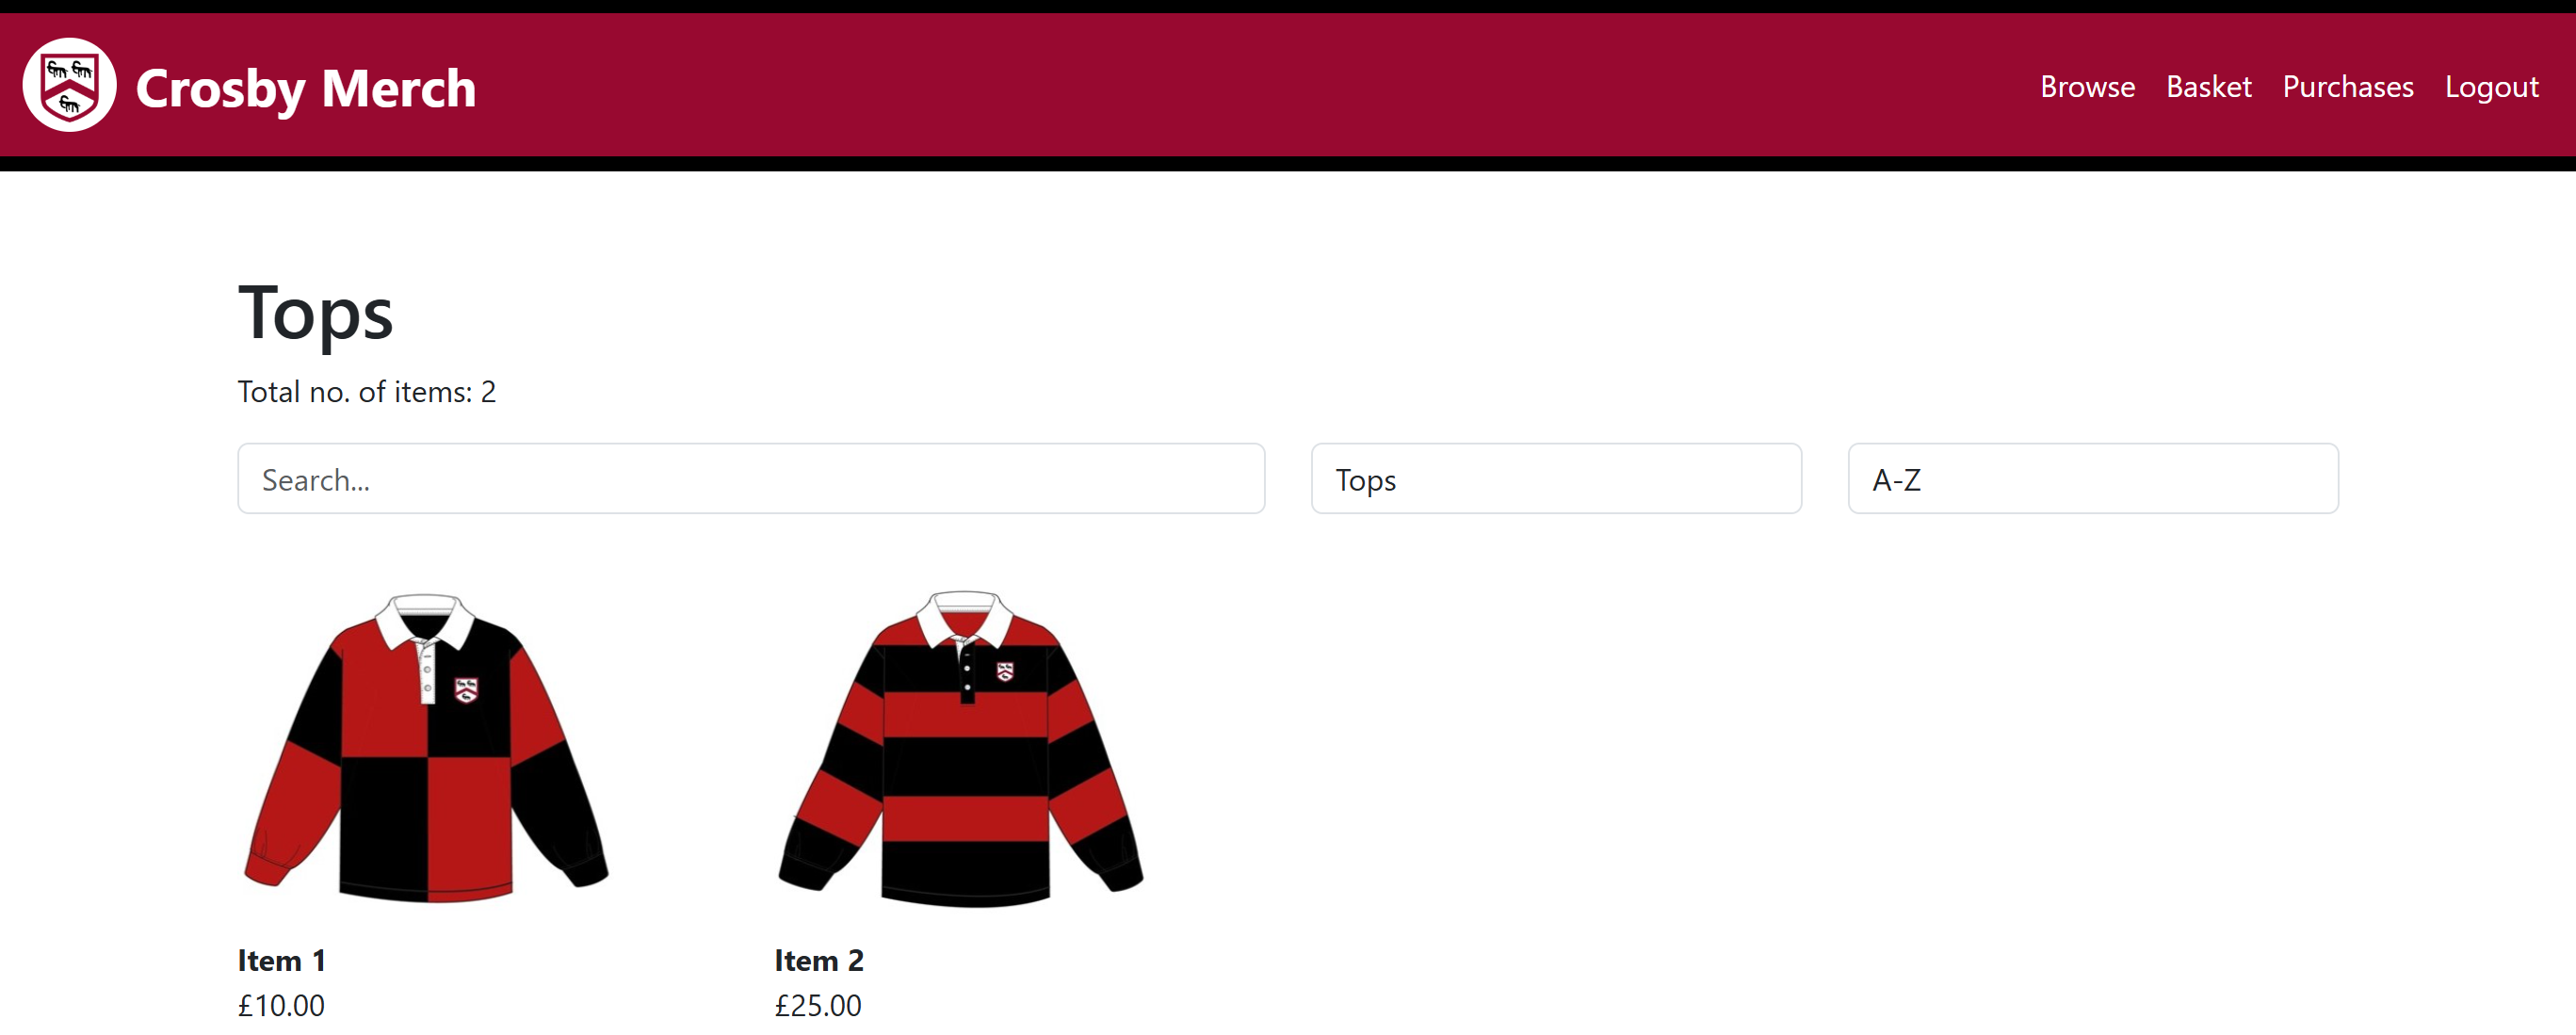 Crosby Merch
Browse Basket Purchases Logout
Tops
Total no. of items: 2
Search...
Tops
A-Z
Item 1
£10.00
Item 2
£25.00